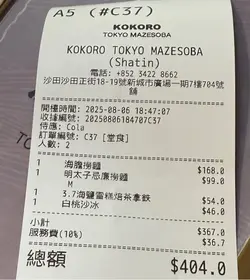 A5 (#C37)
KOKORO
TOKYO MAZESOBA
KOKORO TOKYO MAZESOBA
(Shatin)
電話: +852 3422 8662
沙田沙田正街18-19號新城市廣場一期7樓704號
舖
開檯時間: 2025-08-06 18:47:07
收據編號: 20250806184704C37
侍應: Cola
訂單編號: C37 [堂食]
人數: 2
1 海膽撈麵 $168.0
1 明太子忌廉撈麵 $99.0
M
1 3.7海鹽雪糕焙茶拿鐵 $54.0
1 白桃沙冰 $46.0
小計 $367.0
服務費(10%) $36.7
總額 $404.0